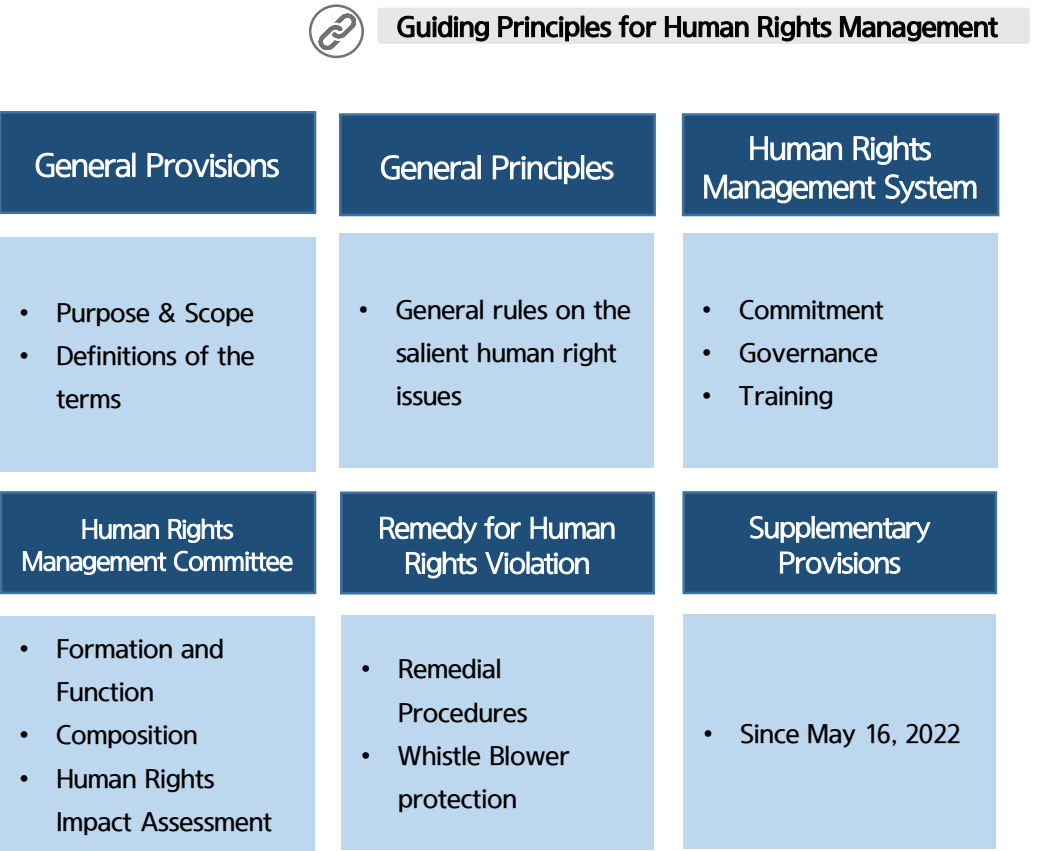 Guiding Principles for Human Rights Management
General Provisions
• Purpose & Scope
• Definitions of the
terms
General Principles
• General rules on the
salient human right
issues
Human Rights
Management System
• Commitment
• Governance
• Training
Human Rights
Management Committee
• Formation and
Function
• Composition
• Human Rights
Impact Assessment
Remedy for Human
Rights Violation
• Remedial
Procedures
• Whistle Blower
protection
Supplementary
Provisions
• Since May 16, 2022